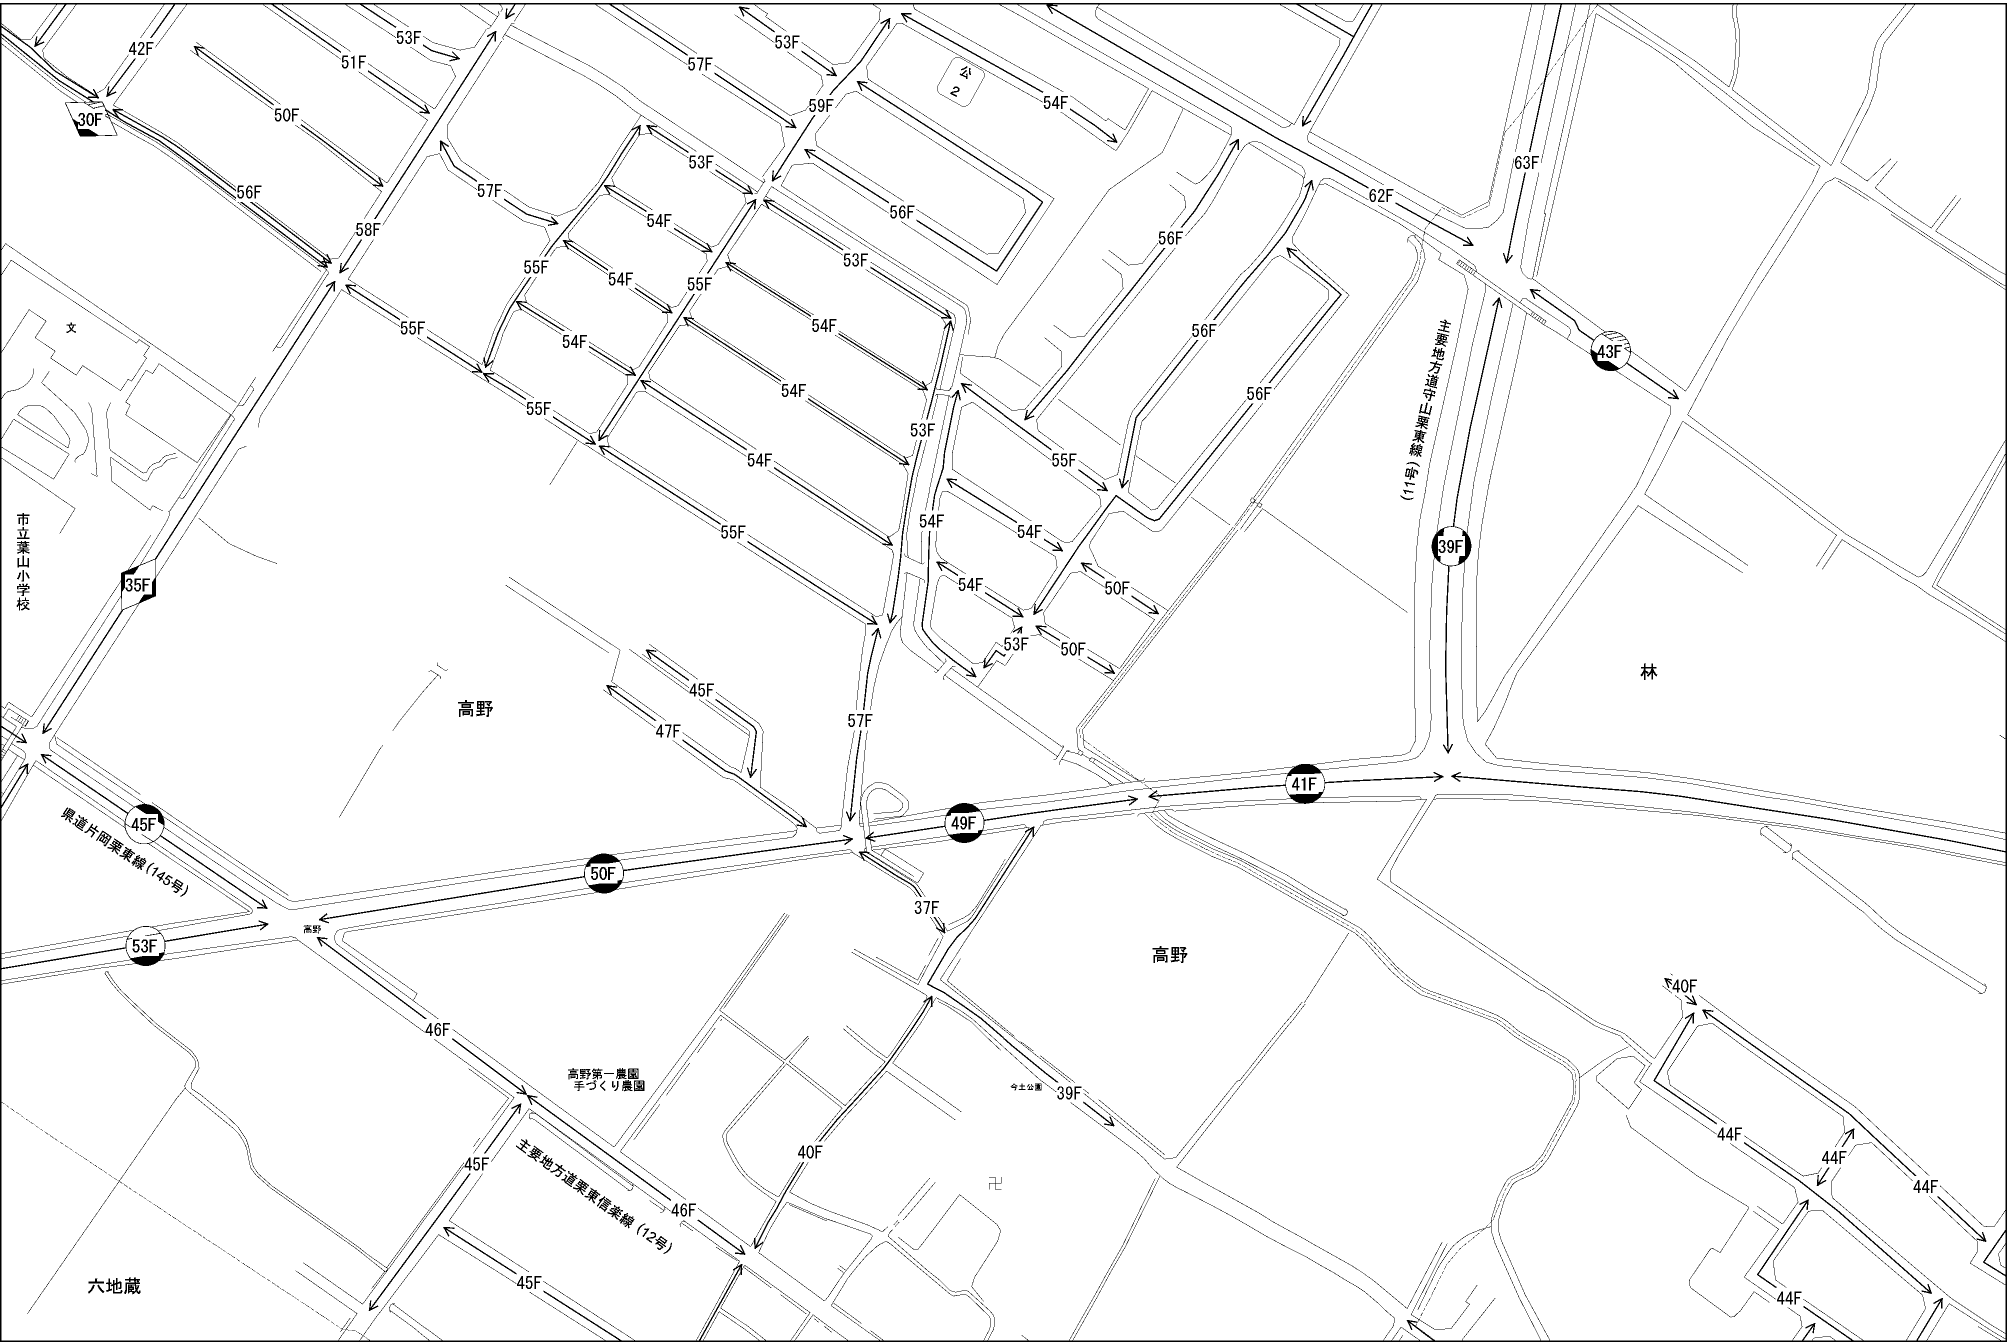 53F
42F
51F
50F
30F
56F
58F
57F
53F
57F
59F
公
2
54F
62F
63F
53F
54F
54F
55F
54F
55F
55F
55F
56F
53F
54F
54F
54F
55F
53F
56F
56F
56F
55F
54F
54F
54F
53F
50F
50F
43F
39F
主要地方道守山栗東線 (11号)
文
市立葉山小学校
35F
高野
45F
47F
57F
林
41F
49F
50F
45F
県道片岡栗東線 (145号)
53F
高野
37F
高野
46F
高野第一農園
手づくり農園
今土公園
39F
40F
40F
44F
44F
44F
44F
45F
主要地方道栗東信楽線 (12号)
46F
45F
卍
六地蔵